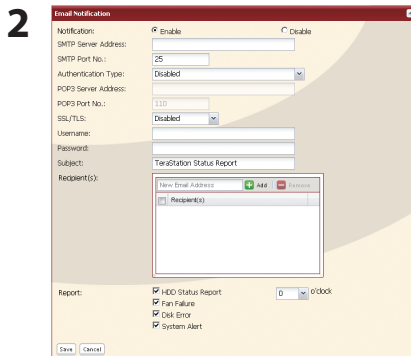 2
Email Notification
Notification: Enable Disable
SMTP Server Address:
SMTP Port No.: 25
Authentication Type: Disabled
POP3 Server Address:
POP3 Port No.: 110
SSL/TLS: Disabled
Username:
Password:
Subject: TeraStation Status Report
Recipient(s):
New Email Address Add Remove
Recipient(s)
Report: HDD Status Report 0 o'clock
Fan Failure
Disk Error
System Alert
Save Cancel